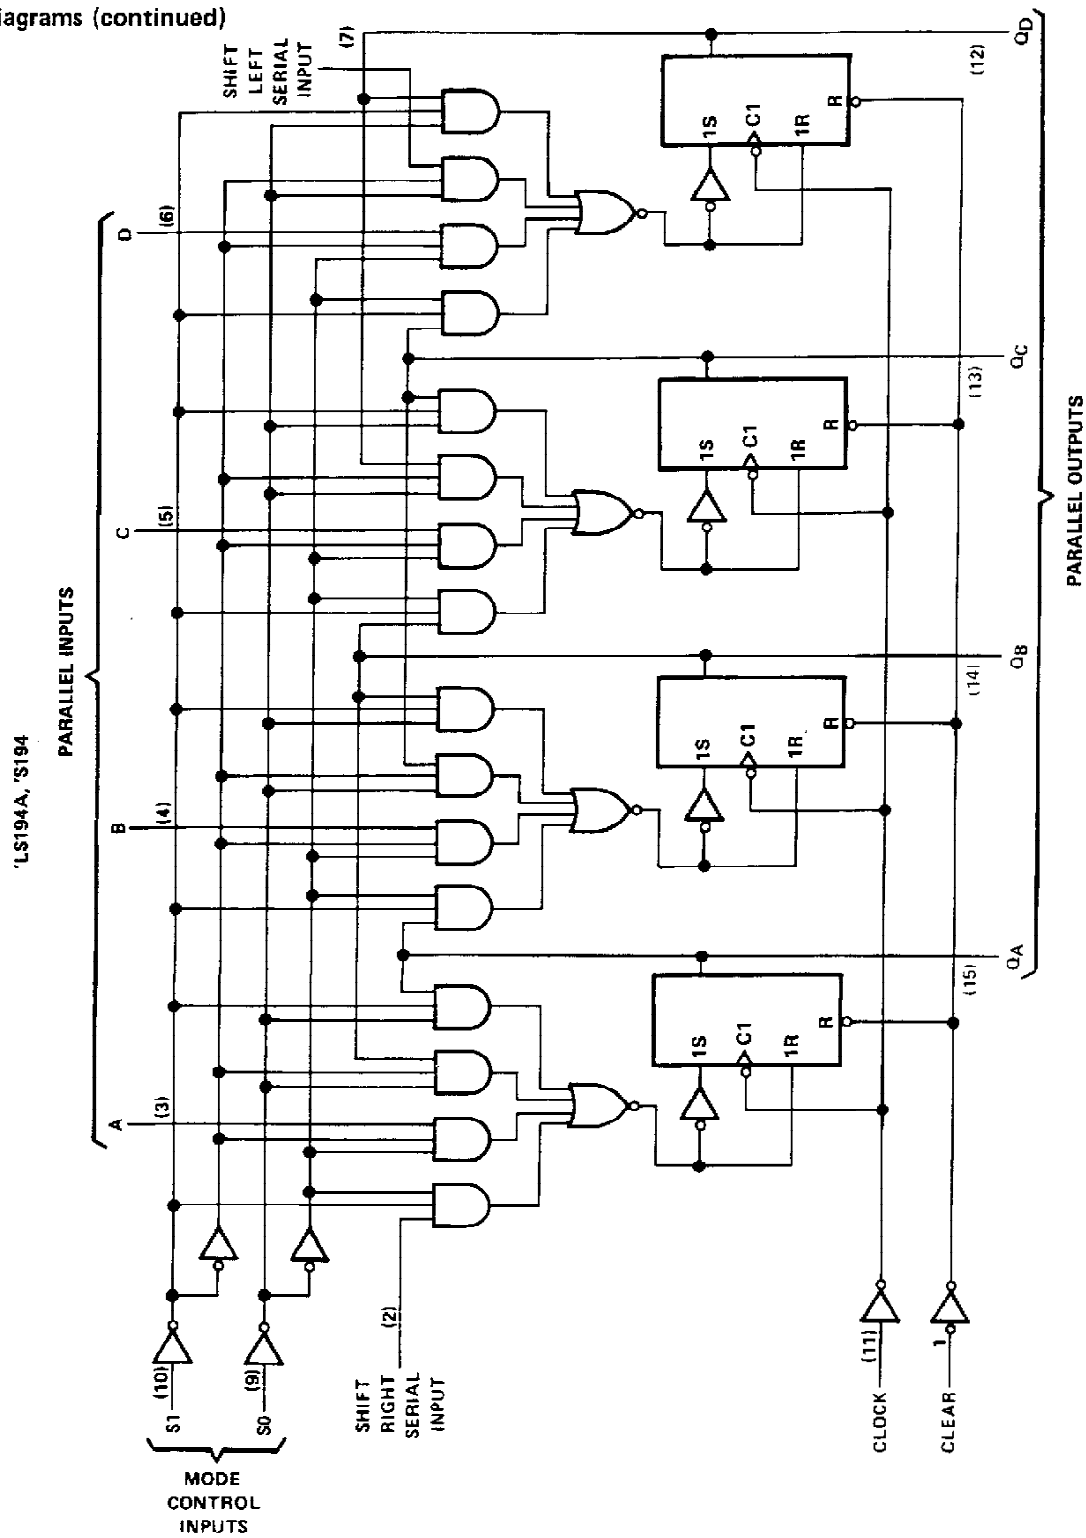 iagrams (continued)
'LS194A, 'S194
PARALLEL INPUTS
A
(3)
B
(4)
C
(5)
D
(6)
SHIFT
LEFT
SERIAL
INPUT
(7)
MODE
CONTROL
INPUTS
S1
(10)
S0
(9)
SHIFT
RIGHT
SERIAL
INPUT
(2)
CLOCK
(11)
CLEAR
1
1S
C1
1R
R
1S
C1
1R
R
1S
C1
1R
R
1S
C1
1R
R
(15)
QA
(14)
QB
(13)
QC
(12)
QD
PARALLEL OUTPUTS